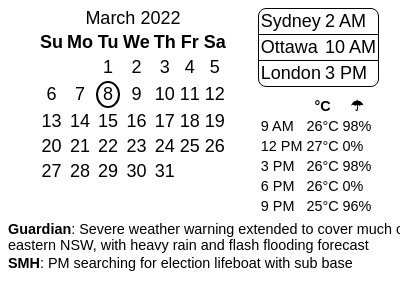 March 2022
Su Mo Tu We Th Fr Sa
1 2 3 4 5
6 7 8 9 10 11 12
13 14 15 16 17 18 19
20 21 22 23 24 25 26
27 28 29 30 31
Sydney 2 AM
Ottawa 10 AM
London 3 PM
°C ☂
9 AM 26°C 98%
12 PM 27°C 0%
3 PM 26°C 98%
6 PM 26°C 0%
9 PM 25°C 96%
Guardian: Severe weather warning extended to cover much
eastern NSW, with heavy rain and flash flooding forecast
SMH: PM searching for election lifeboat with sub base